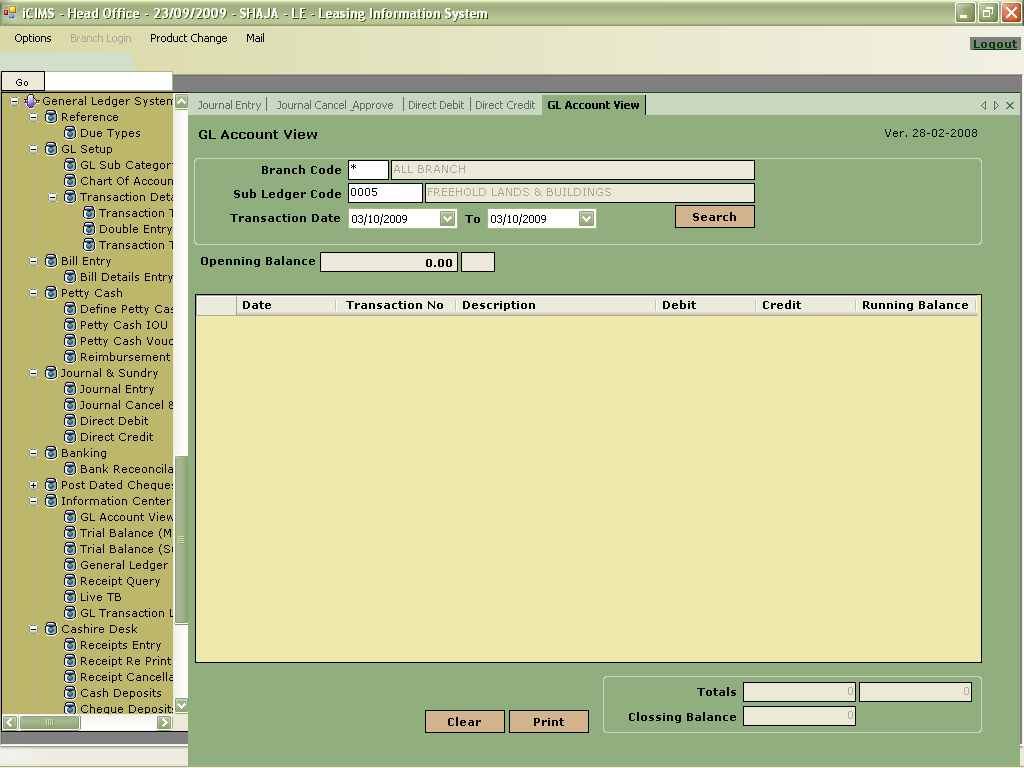 iCIMS - Head Office - 23/09/2009 - SHAJA - LE - Leasing Information System
Options Branch Login Product Change Mail
Logout
Go
General Ledger System
Reference
Due Types
GL Setup
GL Sub Categor
Chart Of Accoun
Transaction Deta
Transaction T
Double Entry
Transaction T
Bill Entry
Bill Details Entry
Petty Cash
Define Petty Cas
Petty Cash IOU
Petty Cash Vouc
Reimbursement
Journal & Sundry
Journal Entry
Journal Cancel &
Direct Debit
Direct Credit
Banking
Bank Receoncila
Post Dated Cheques
Information Center
GL Account View
Trial Balance (M
Trial Balance (S
General Ledger
Receipt Query
Live TB
GL Transaction L
Cashire Desk
Receipts Entry
Receipt Re Print
Receipt Cancella
Cash Deposits
Cheque Deposits
Journal Entry Journal Cancel _Approve Direct Debit Direct Credit GL Account View
GL Account View Ver. 28-02-2008
Branch Code * ALL BRANCH
Sub Ledger Code 0005 FREEHOLD LANDS & BUILDINGS
Transaction Date 03/10/2009 To 03/10/2009 Search
Openning Balance 0.00
Date Transaction No Description Debit Credit Running Balance
Totals 0 0
Clossing Balance 0
Clear Print